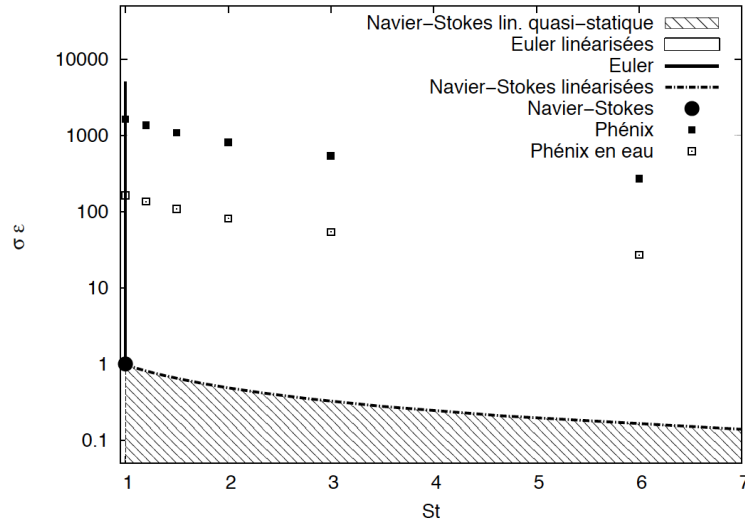 Navier−Stokes lin. quasi−statique
Euler linéarisées
Euler
Navier−Stokes linéarisées
Navier−Stokes
Phénix
Phénix en eau
10000
1000
100
10
1
0.1
σ ε
1 2 3 4 5 6 7
St